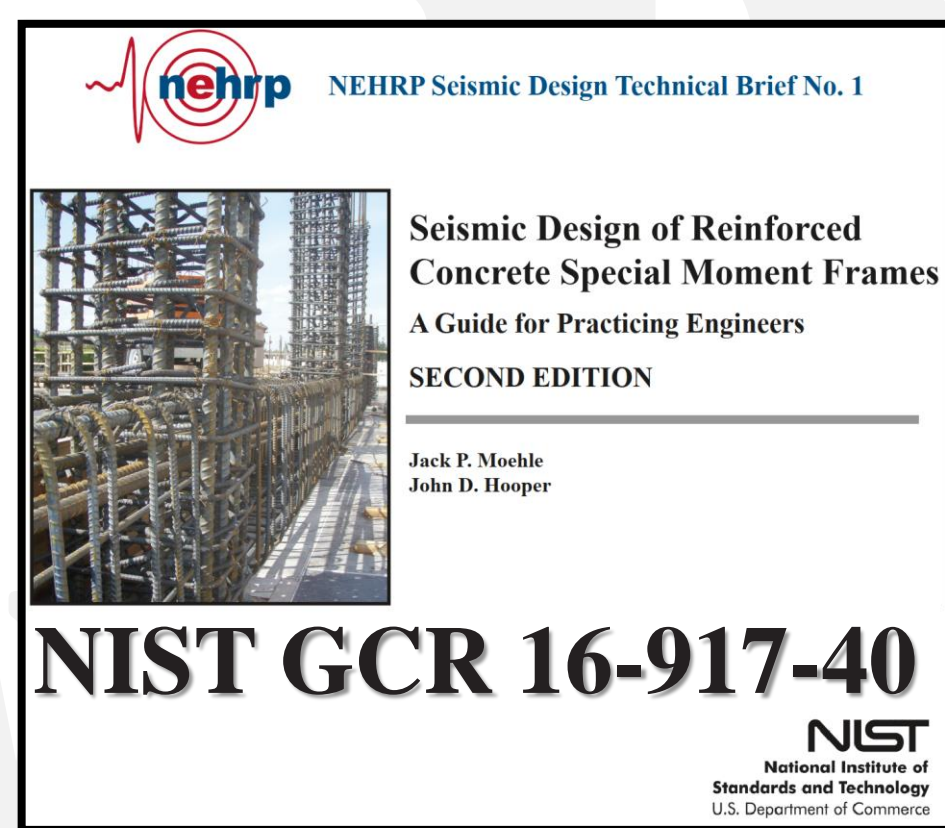 nehrp
NEHRP Seismic Design Technical Brief No. 1
Seismic Design of Reinforced
Concrete Special Moment Frames
A Guide for Practicing Engineers
SECOND EDITION
Jack P. Moehle
John D. Hooper
NIST GCR 16-917-40
NIST
National Institute of
Standards and Technology
U.S. Department of Commerce